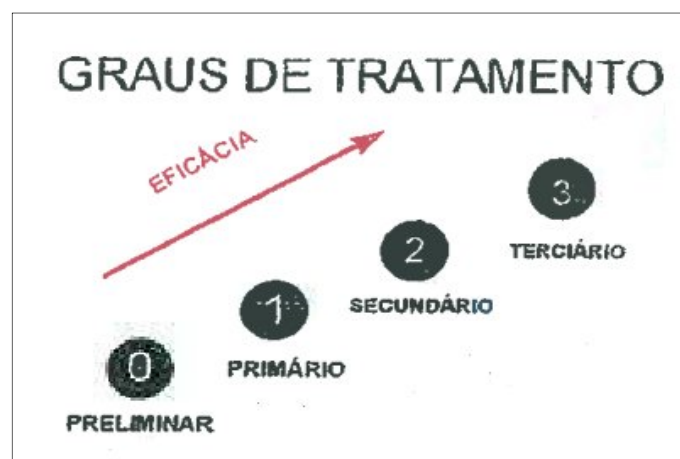 GRAUS DE TRATAMENTO
EFICÁCIA
3
TERCIÁRIO
2
SECUNDÁRIO
1
PRIMÁRIO
0
PRELIMINAR